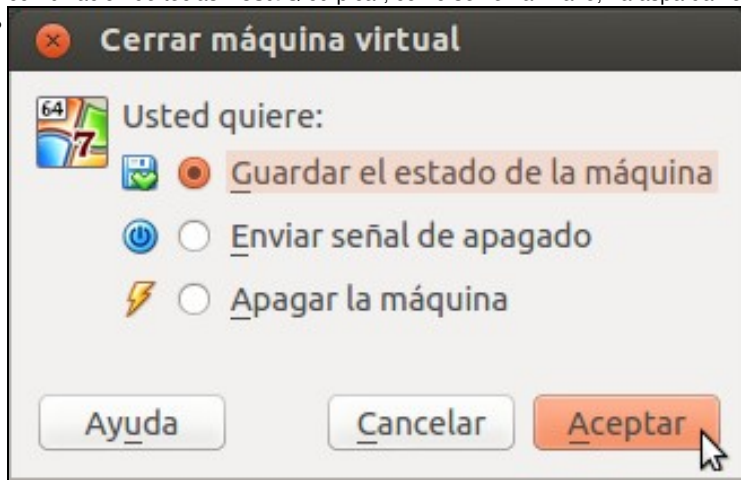 Cerrar máquina virtual
64
7
Usted quiere:
Guardar el estado de la máquina
Enviar señal de apagado
Apagar la máquina
Ayuda
Cancelar
Aceptar